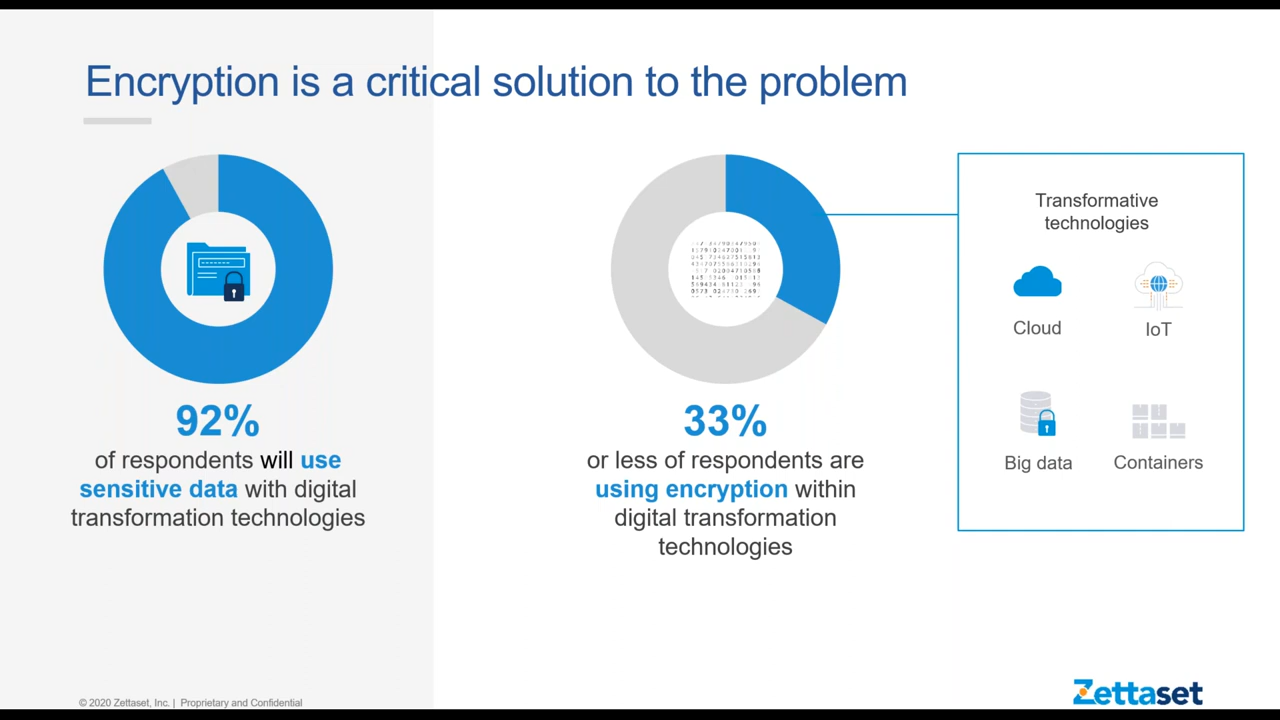 Encryption is a critical solution to the problem
92%
of respondents will use
sensitive data with digital
transformation technologies
33%
or less of respondents are
using encryption within
digital transformation
technologies
Transformative
technologies
Cloud
IoT
Big data
Containers
© 2020 Zettaset, Inc. | Proprietary and Confidential
Zettaset